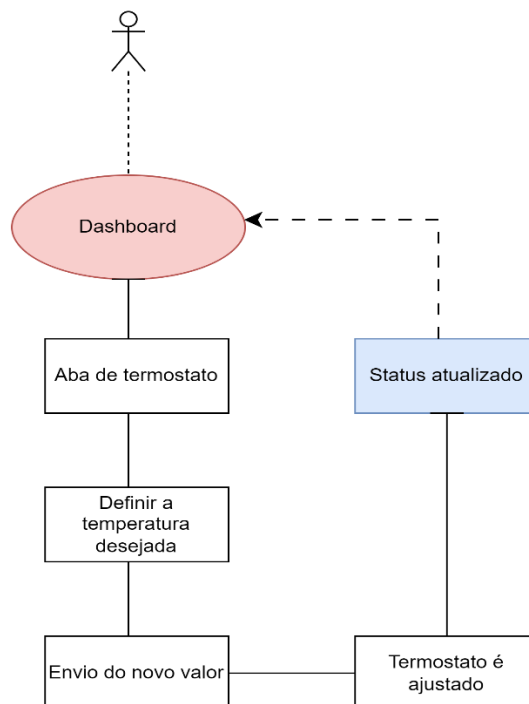 Dashboard
Aba de termostato
Status atualizado
Definir a
temperatura
desejada
Envio do novo valor
Termostato é
ajustado